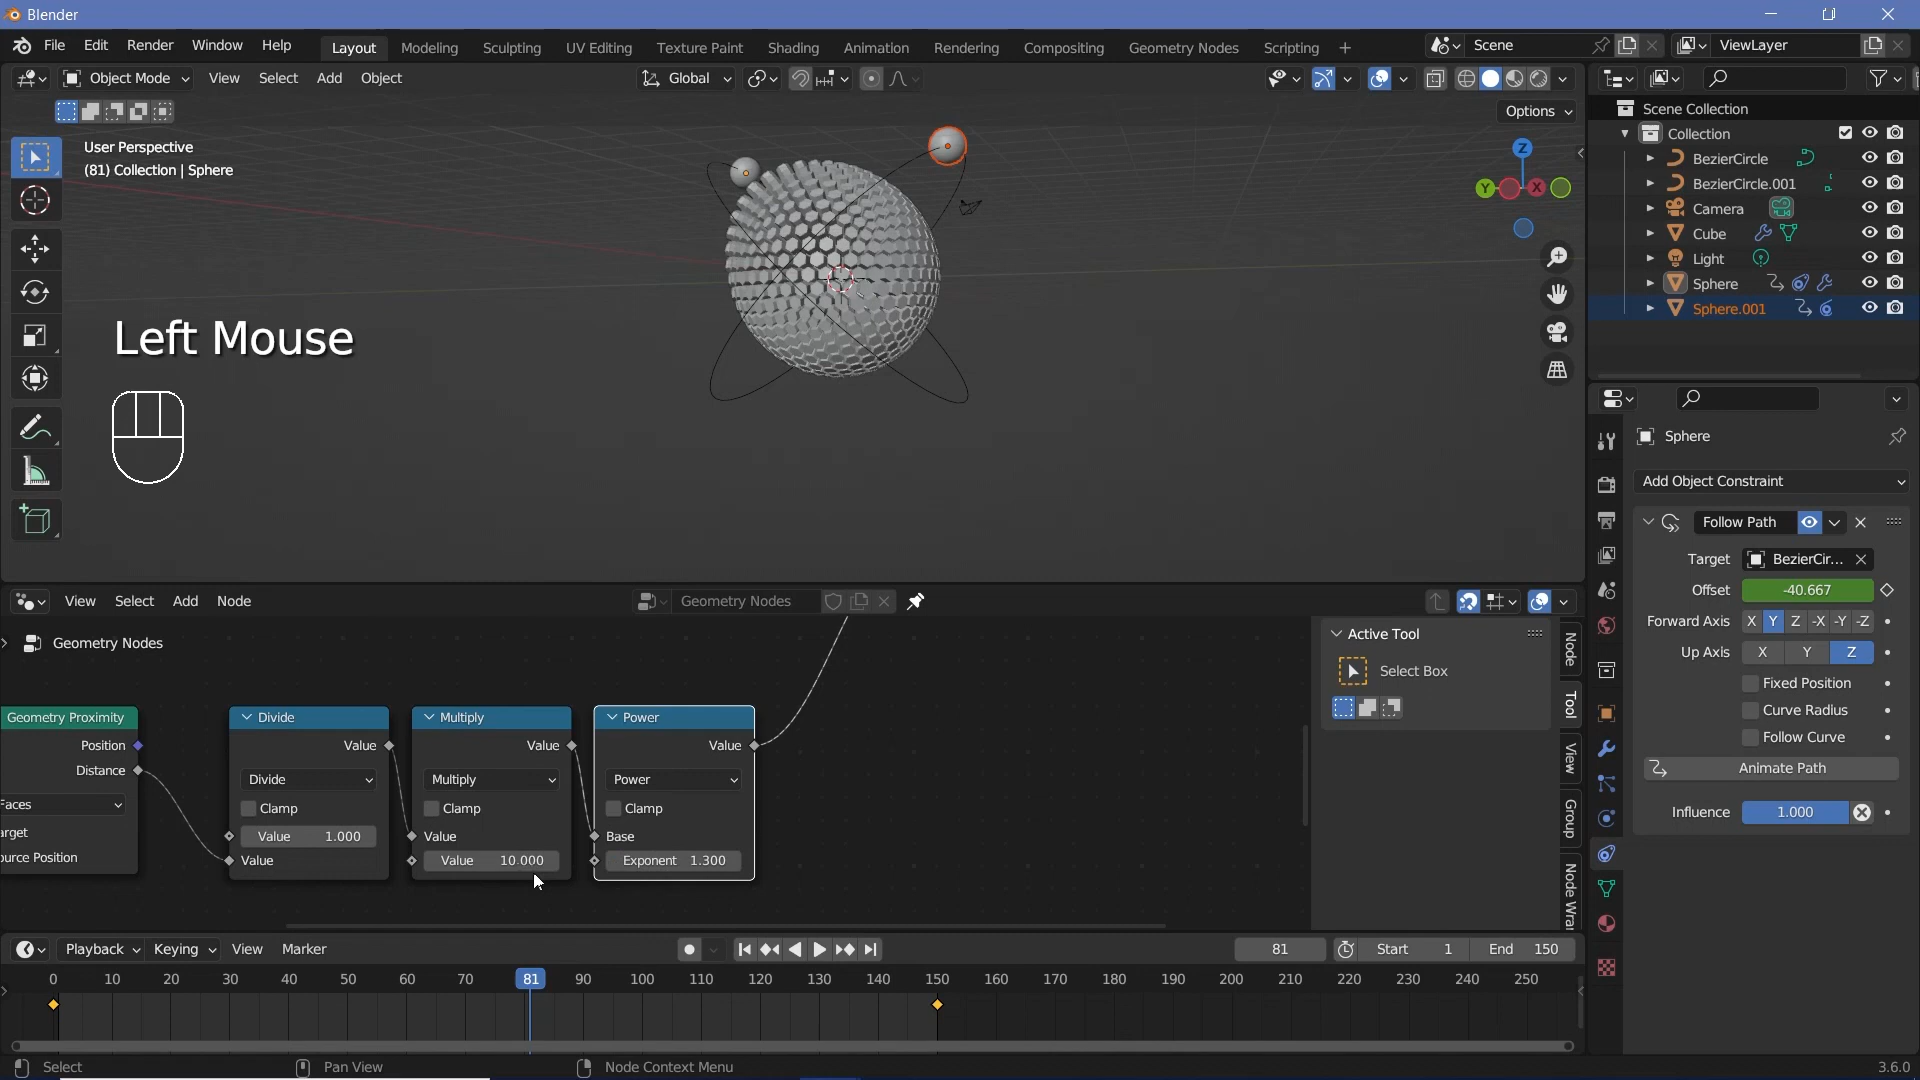 Blender
File Edit Render Window Help
Layout Modeling Sculpting UV Editing Texture Paint Shading Animation Rendering Compositing Geometry Nodes Scripting +
Scene
ViewLayer
Object Mode View Select Add Object
Global
Options
User Perspective
(81) Collection | Sphere
Z
Y
X
Left Mouse
Scene Collection
Collection
BezierCircle
BezierCircle.001
Camera
Cube
Light
Sphere
Sphere.001
Sphere
Add Object Constraint
Follow Path
Target BezierCir...
Offset -40.667
Forward Axis X Y Z -X -Y -Z
Up Axis X Y Z
Fixed Position
Curve Radius
Follow Curve
Animate Path
Influence 1.000
View Select Add Node
Geometry Nodes
Geometry Nodes
Geometry Proximity
Position
Distance
Faces
arget
ource Position
Divide
Value
Divide
Clamp
Value 1.000
Value
Multiply
Value
Multiply
Clamp
Value
Value 10.000
Power
Value
Power
Clamp
Base
Exponent 1.300
Active Tool
Select Box
Node
Tool
View
Group
Node Wra
Playback Keying View Marker
81
Start 1
End 150
0 10 20 30 40 50 60 70 81 90 100 110 120 130 140 150 160 170 180 190 200 210 220 230 240 250
Select
Pan View
Node Context Menu
3.6.0